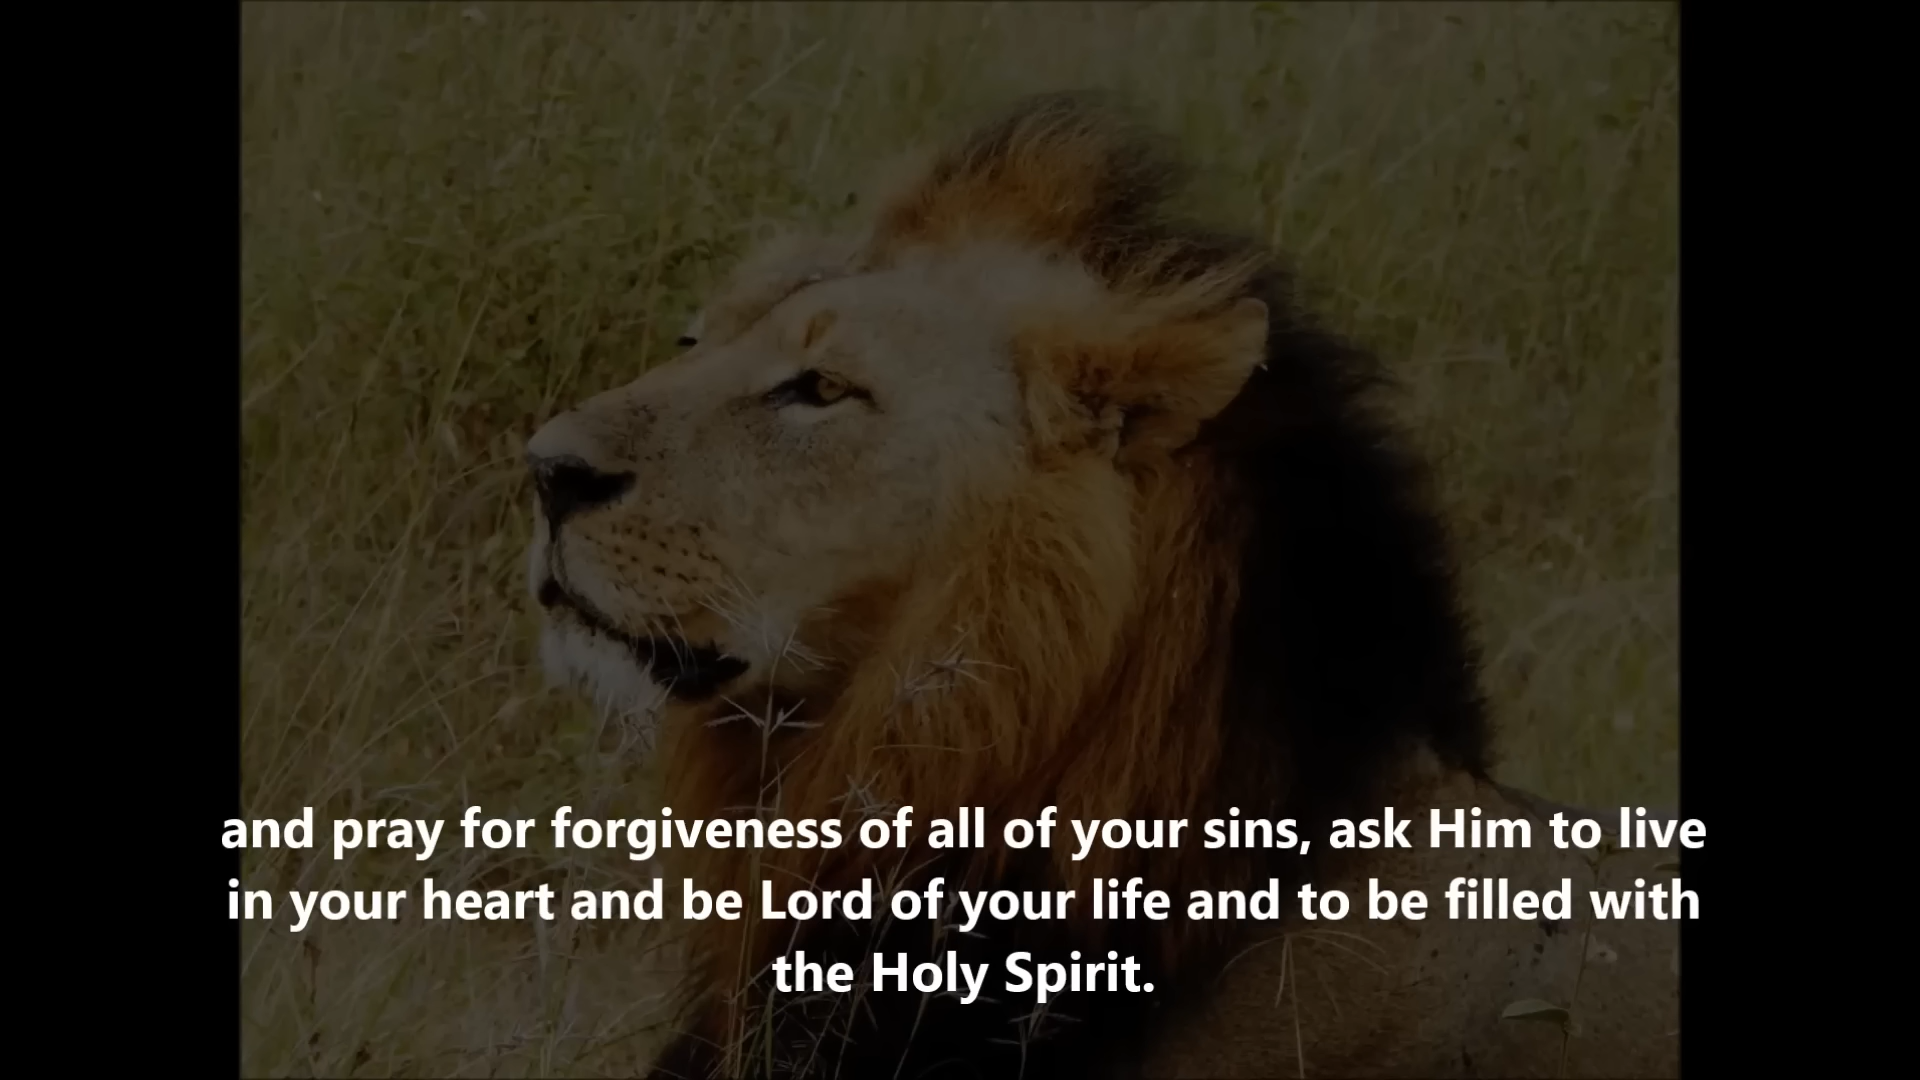 and pray for forgiveness of all of your sins, ask Him to live
in your heart and be Lord of your life and to be filled with
the Holy Spirit.